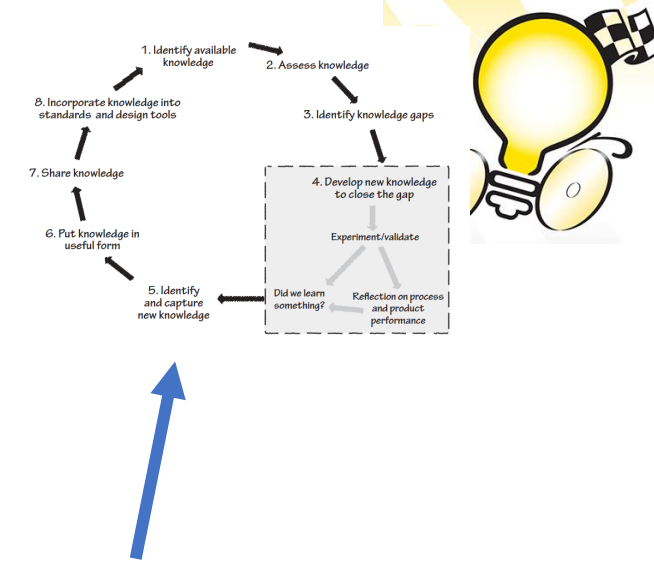 1. Identify available
knowledge
2. Assess knowledge
3. Identify knowledge gaps
4. Develop new knowledge
to close the gap
Experiment/validate
Did we learn
something?
Reflection on process
and product
performance
5. Identify
and capture
new knowledge
6. Put knowledge in
useful form
7. Share knowledge
8. Incorporate knowledge into
standards and design tools